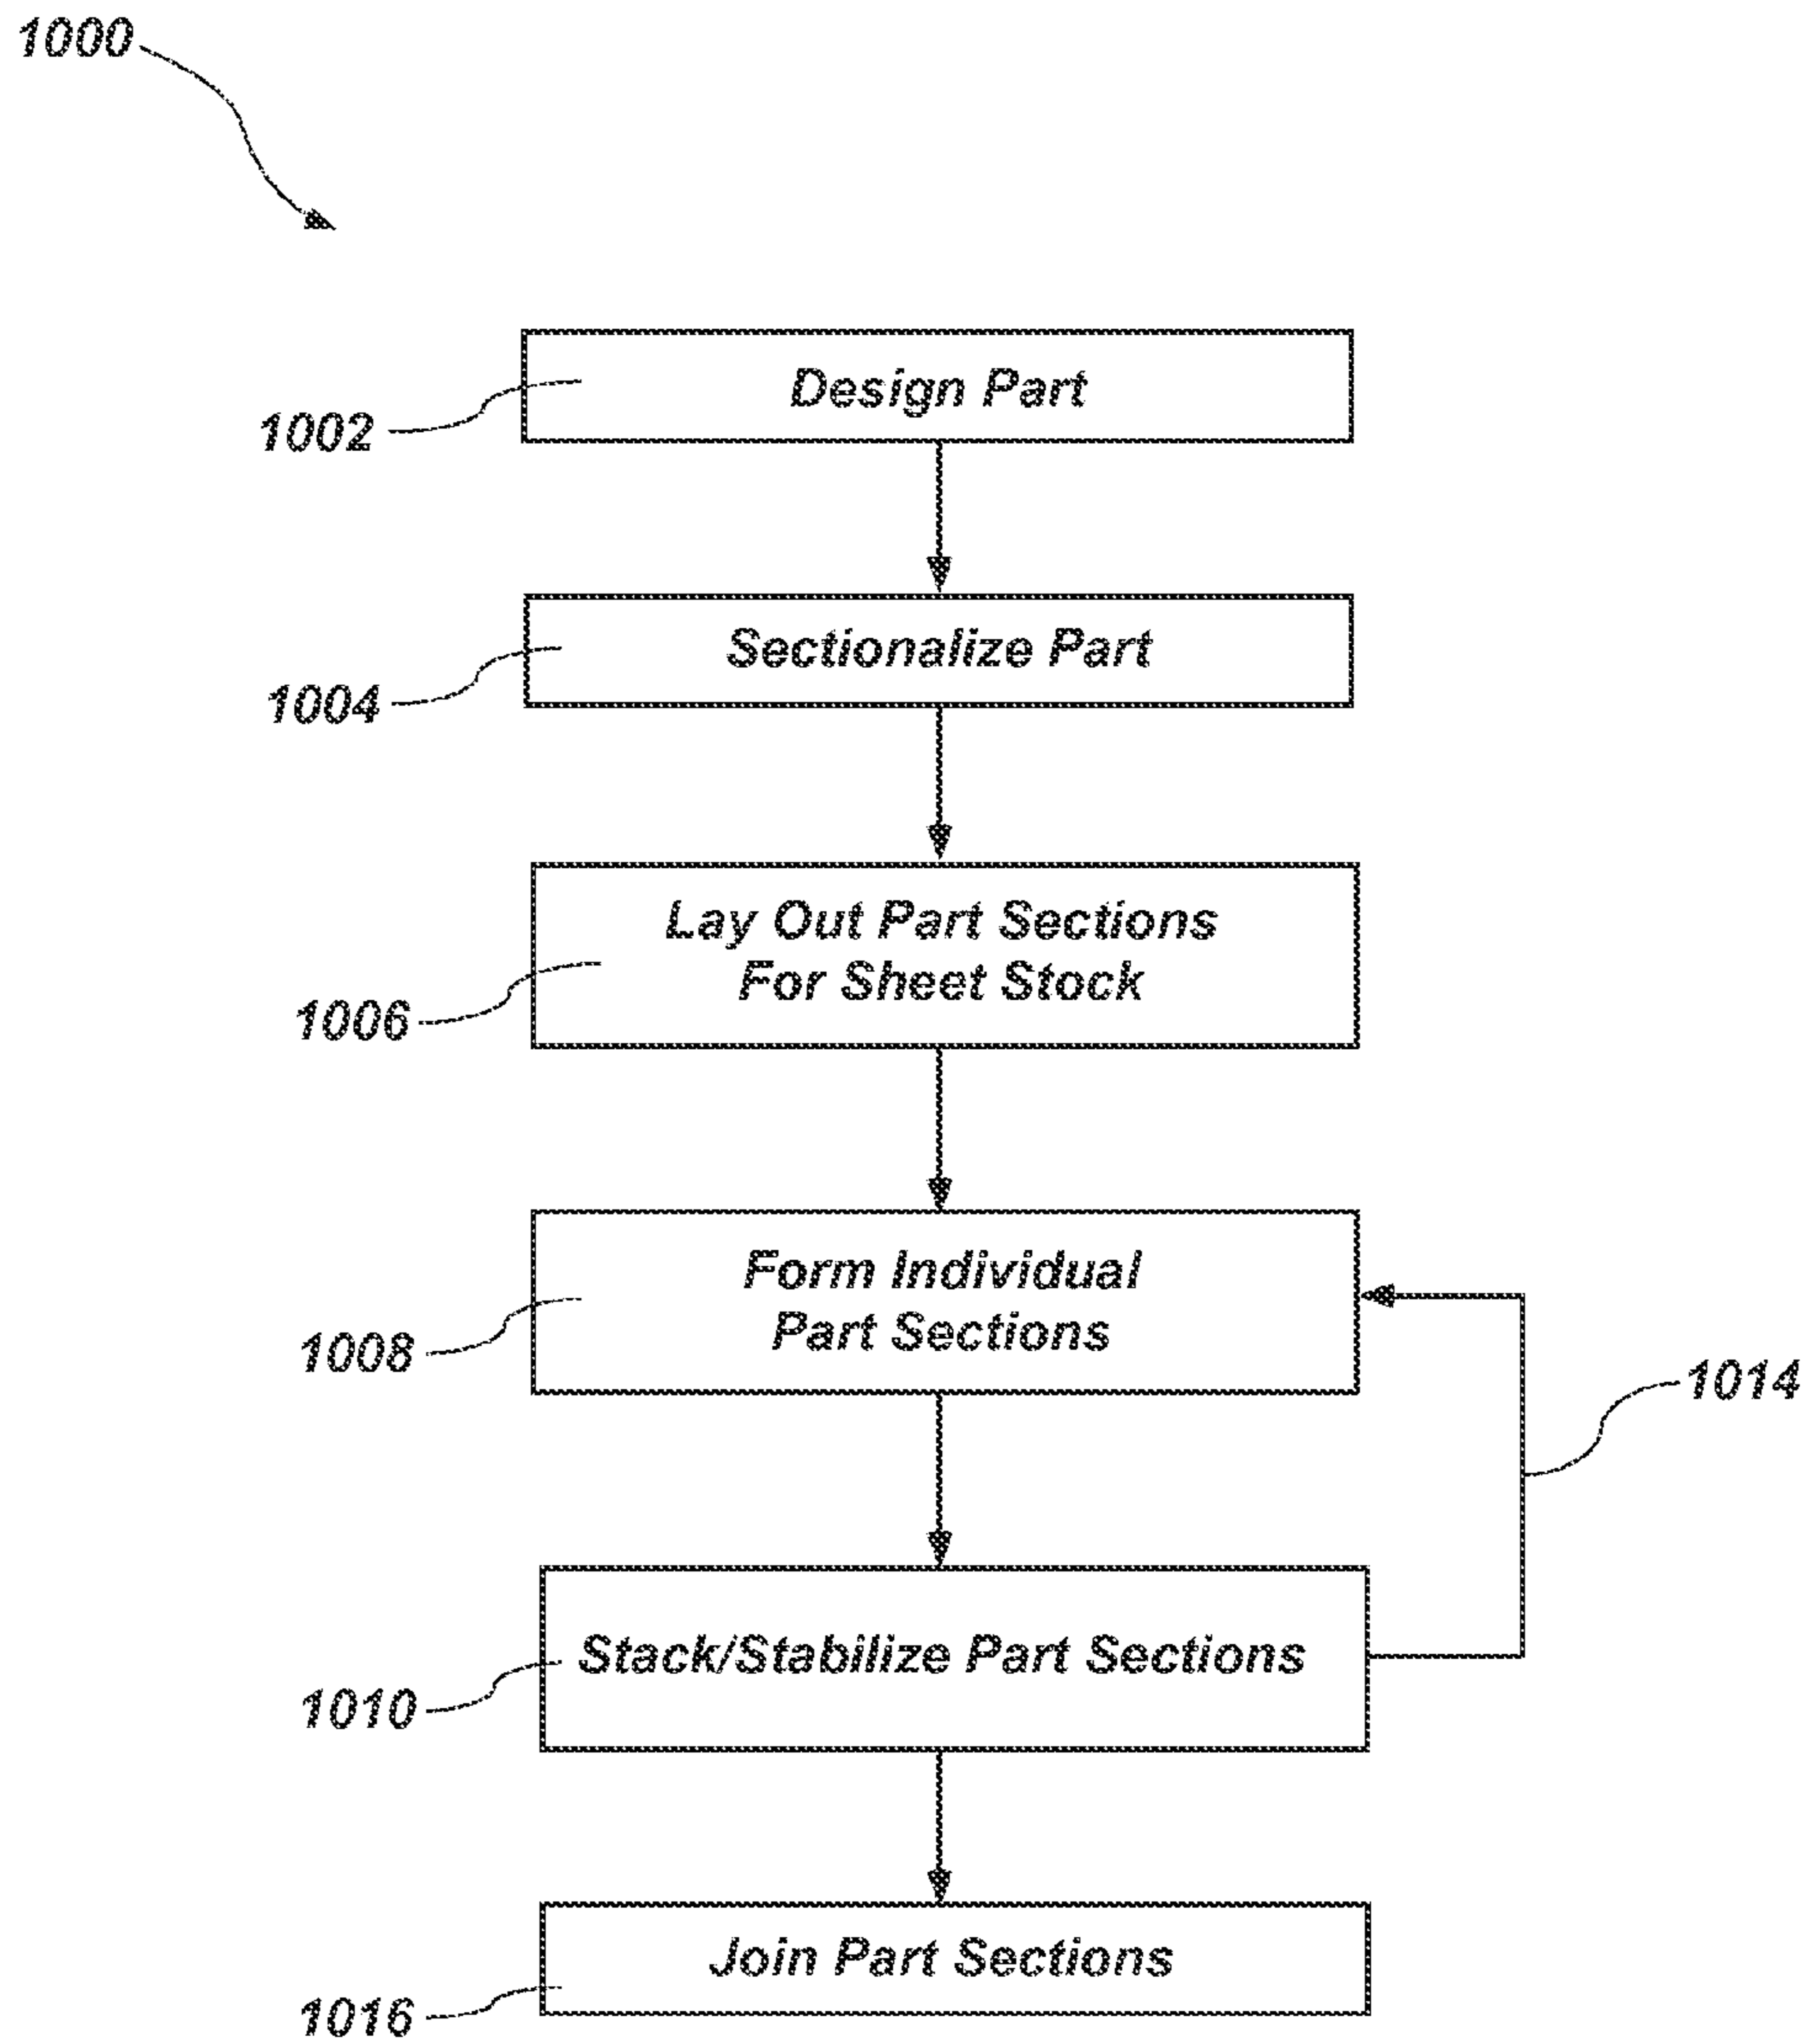 1000
Design Part
1002
Sectionalize Part
1004
Lay Out Part Sections
For Sheet Stock
1006
Form Individual
Part Sections
1008
1014
Stack/Stabilize Part Sections
1010
Join Part Sections
1016